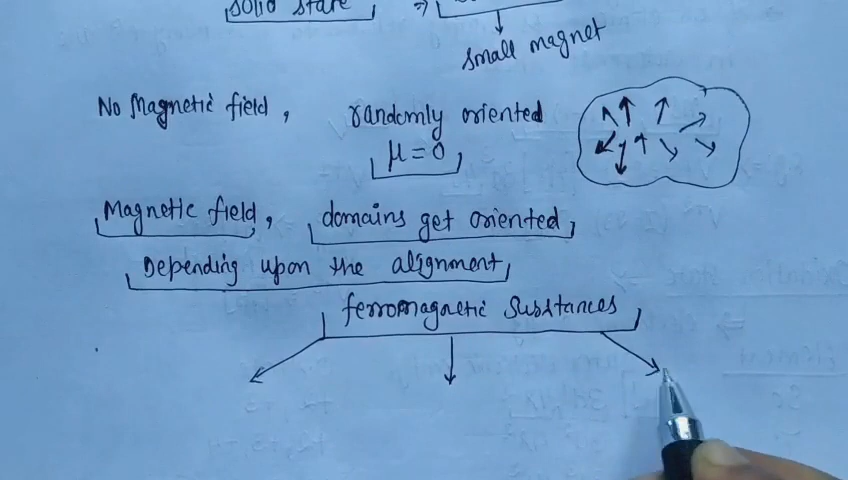 solid state ⇒
small magnet
No Magnetic field, randomly oriented
μ = 0
Magnetic field, domains get oriented
Depending upon the alignment
ferromagnetic substances